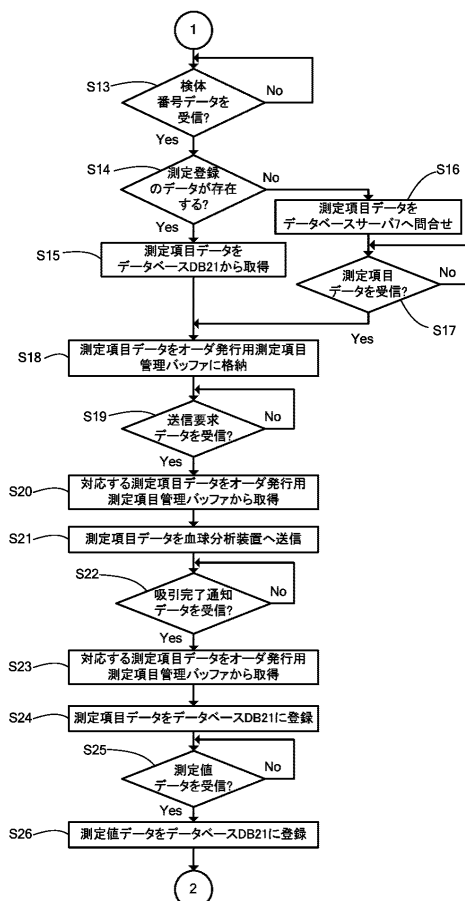 1
S13
検体
番号データを
受信?
No
Yes
S14
測定登録
のデータが存在
する?
No
Yes
S16
測定項目データを
データベースサーバ7へ問合せ
S15
測定項目データを
データベースDB21から取得
測定項目
データを受信?
No
S17
Yes
S18
測定項目データをオーダ発行用測定項目
管理バッファに格納
S19
送信要求
データを受信?
No
Yes
S20
対応する測定項目データをオーダ発行用
測定項目管理バッファから取得
S21
測定項目データを血球分析装置へ送信
S22
吸引完了通知
データを受信?
No
Yes
S23
対応する測定項目データをオーダ発行用
測定項目管理バッファから取得
S24
測定項目データをデータベースDB21に登録
S25
測定値
データを受信?
No
Yes
S26
測定値データをデータベースDB21に登録
2